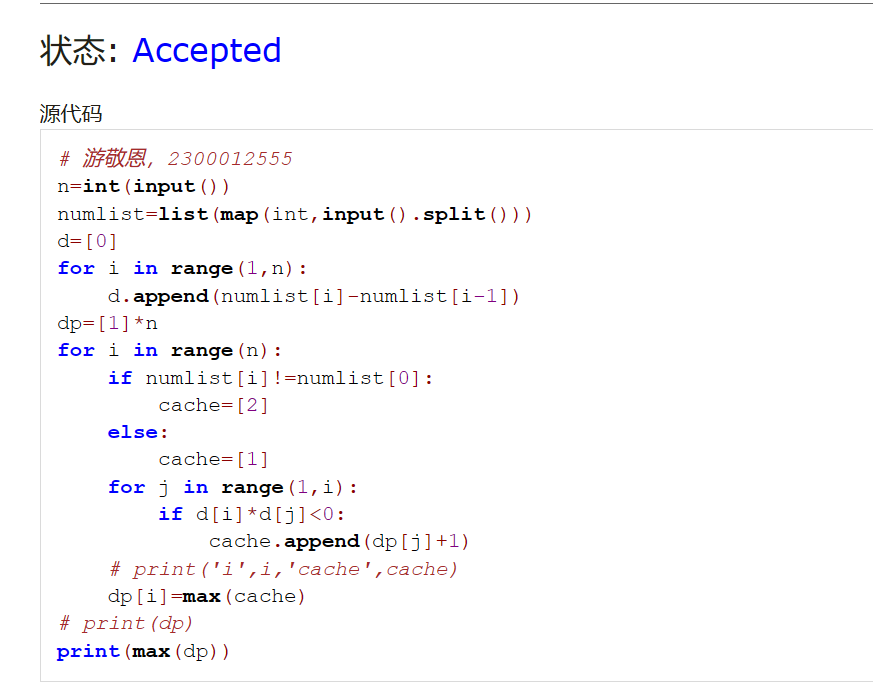 状态: Accepted
源代码
# 游敬恩, 2300012555
n=int(input())
numlist=list(map(int,input().split()))
d=[0]
for i in range(1,n):
    d.append(numlist[i]-numlist[i-1])
dp=[1]*n
for i in range(n):
    if numlist[i]!=numlist[0]:
        cache=[2]
    else:
        cache=[1]
    for j in range(1,i):
        if d[i]*d[j]<0:
            cache.append(dp[j]+1)
    # print('i',i,'cache',cache)
    dp[i]=max(cache)
# print(dp)
print(max(dp))